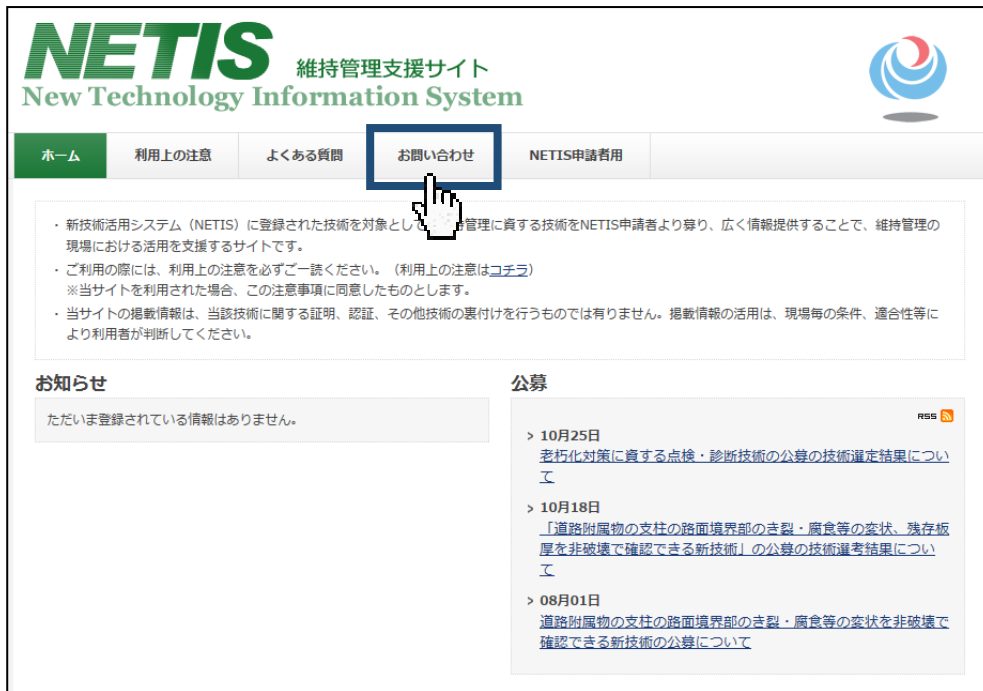 NETIS 維持管理支援サイト
New Technology Information System
ホーム 利用上の注意 よくある質問 お問い合わせ NETIS申請者用
・ 新技術活用システム（NETIS）に登録された技術を対象として 持管理に資する技術をNETIS申請者より募り、広く情報提供することで、維持管理の
現場における活用を支援するサイトです。
・ ご利用の際には、利用上の注意を必ずご一読ください。（利用上の注意はコチラ）
※当サイトを利用された場合、この注意事項に同意したものとします。
・ 当サイトの掲載情報は、当該技術に関する証明、認証、その他技術の裏付けを行うものでは有りません。掲載情報の活用は、現場毎の条件、適合性等に
より利用者が判断してください。
お知らせ
ただいま登録されている情報はありません。
公募
RSS
> 10月25日
老朽化対策に資する点検・診断技術の公募の技術選定結果につい
て
> 10月18日
「道路附属物の支柱の路面境界部のき裂・腐食等の変状、残存板
厚を非破壊で確認できる新技術」の公募の技術選考結果につい
て
> 08月01日
道路附属物の支柱の路面境界部のき裂・腐食等の変状を非破壊で
確認できる新技術の公募について